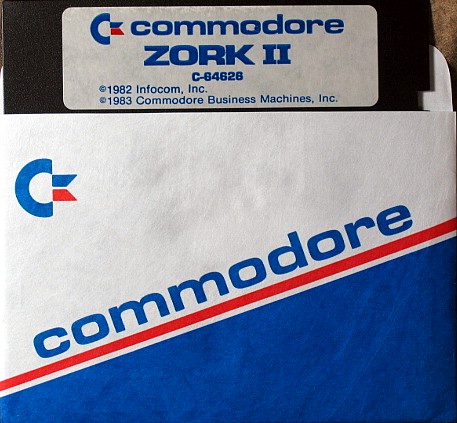 commodore
ZORK II
C-64626
©1982 Infocom, Inc.
©1983 Commodore Business Machines, Inc.
commodore